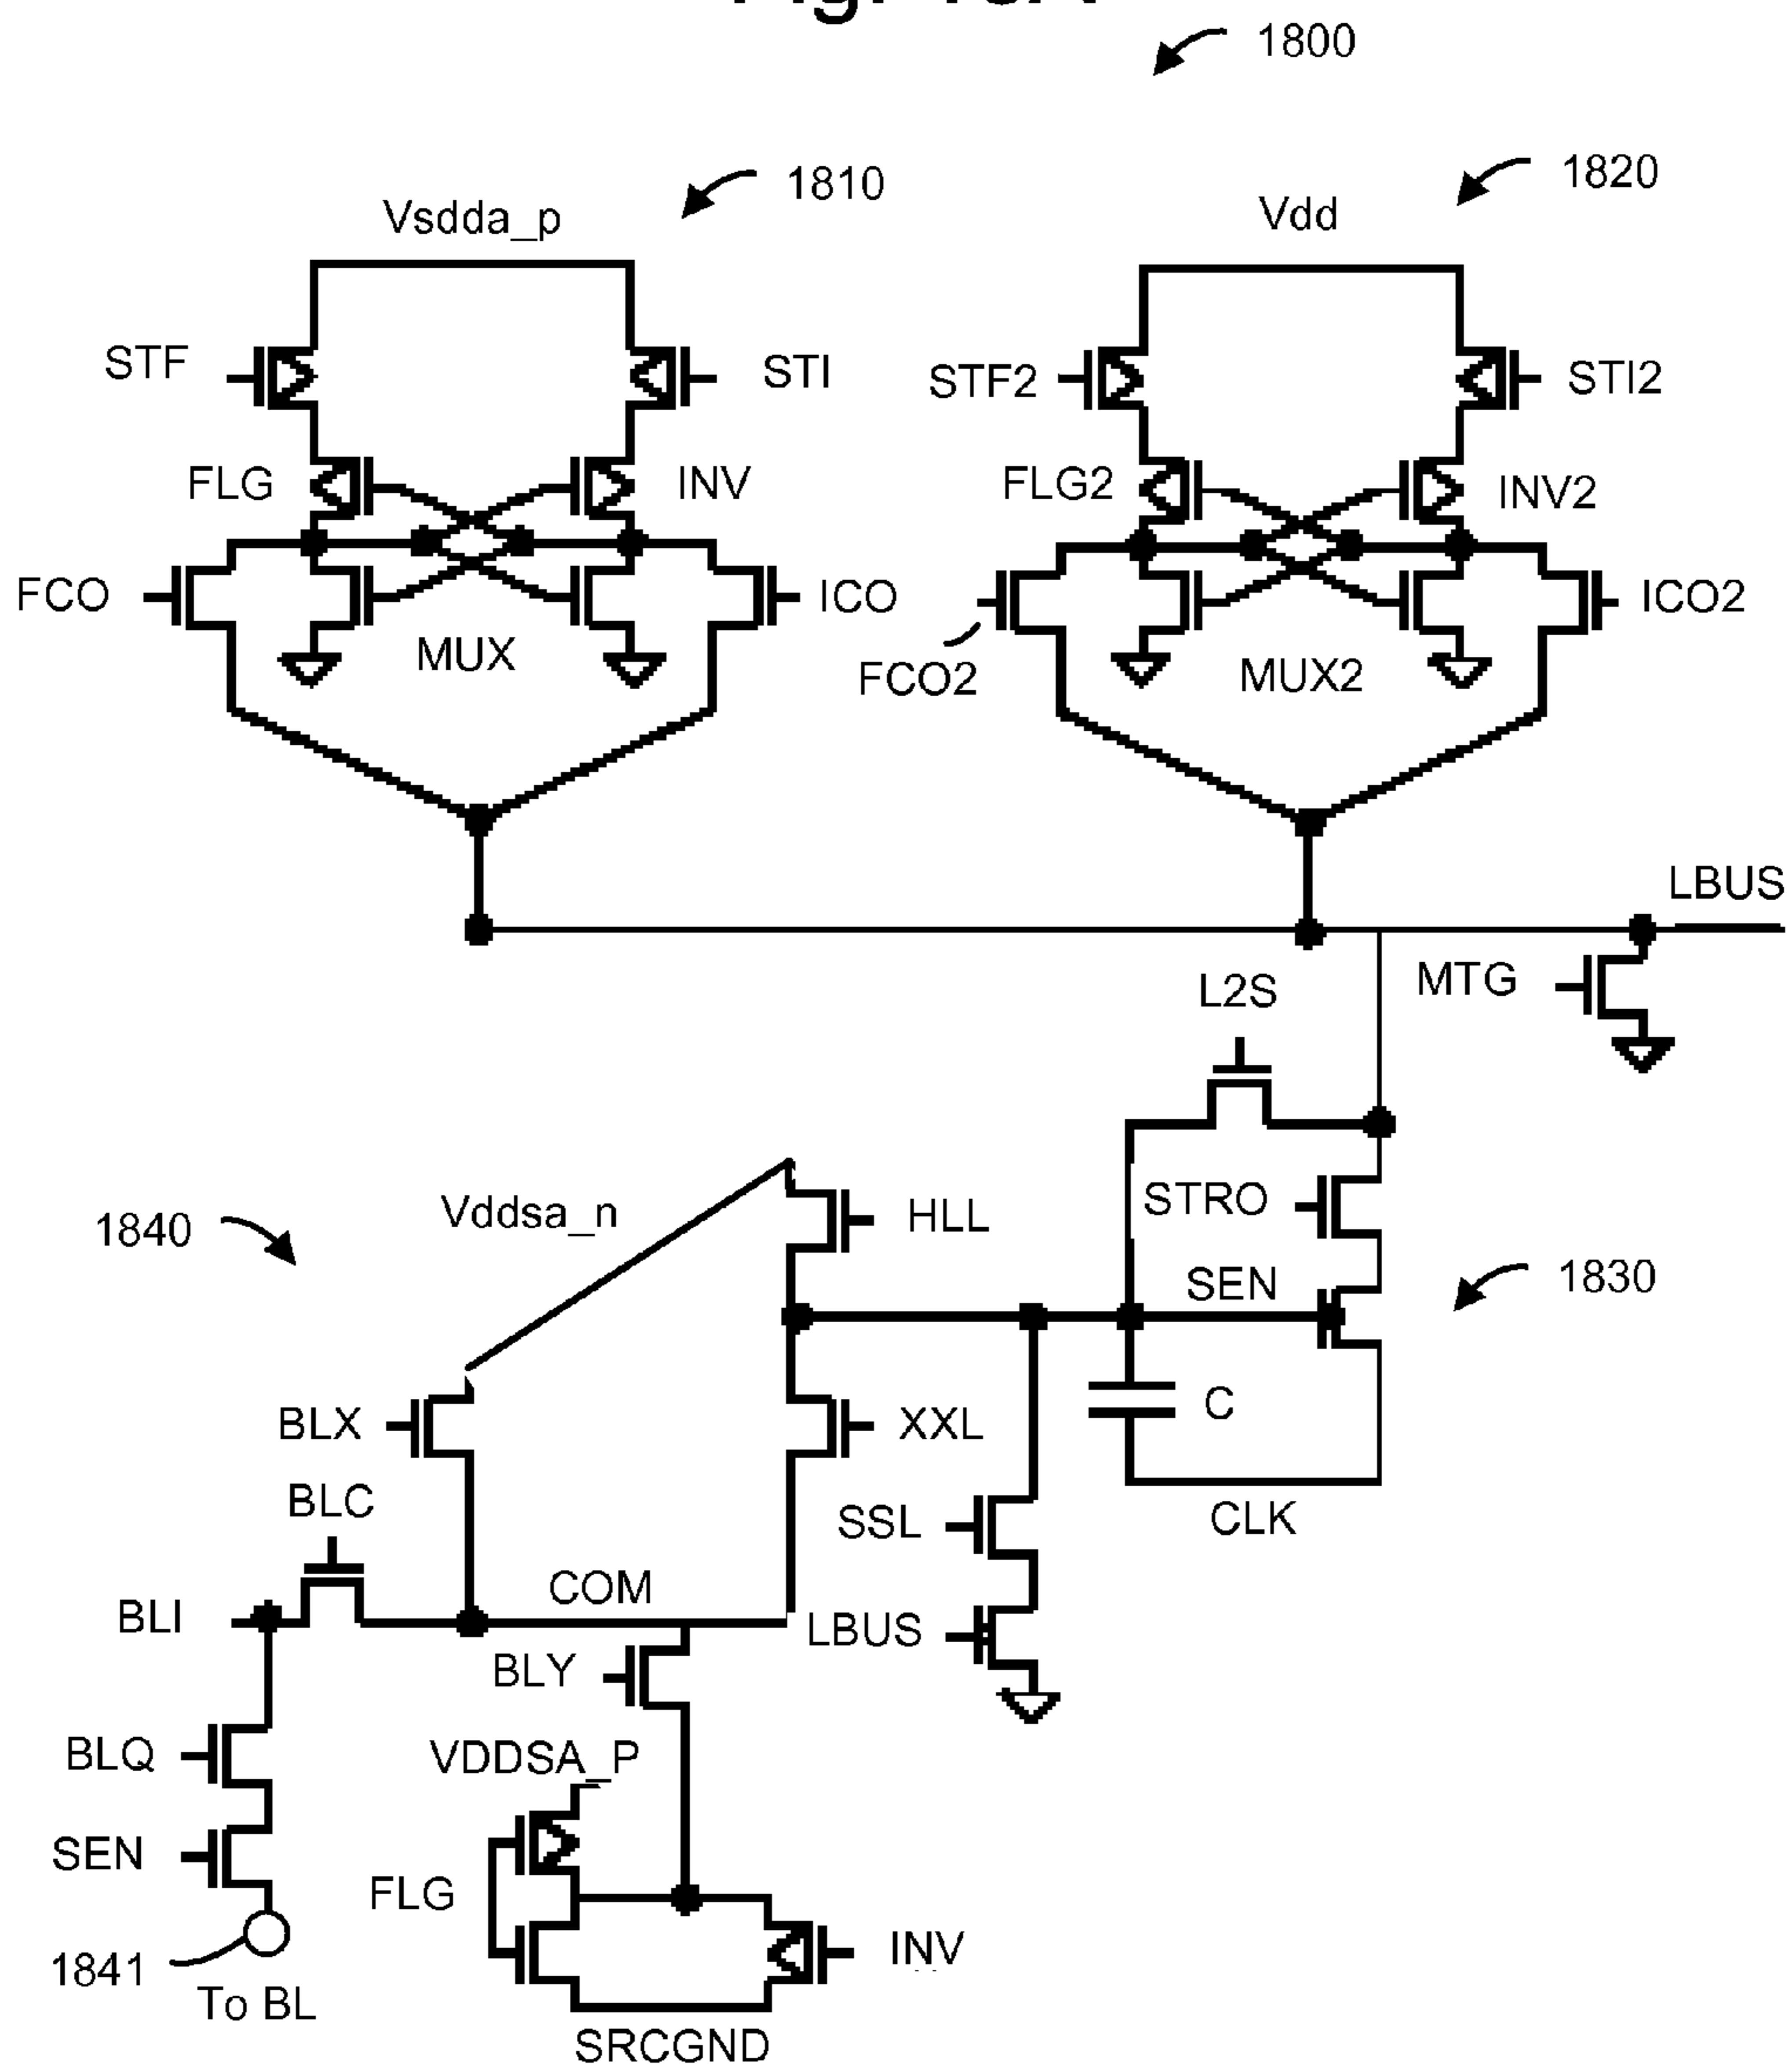 1800
1810
1820
Vsdda_p
Vdd
STF
STI
STF2
STI2
FLG
INV
FLG2
INV2
FCO
ICO
ICO2
MUX
MUX2
FCO2
LBUS
MTG
L2S
STRO
Vddsa_n
HLL
1840
SEN
1830
BLX
XXL
C
BLC
SSL
CLK
COM
BLI
LBUS
BLY
BLQ
VDDSA_P
SEN
FLG
INV
1841
To BL
SRCGND